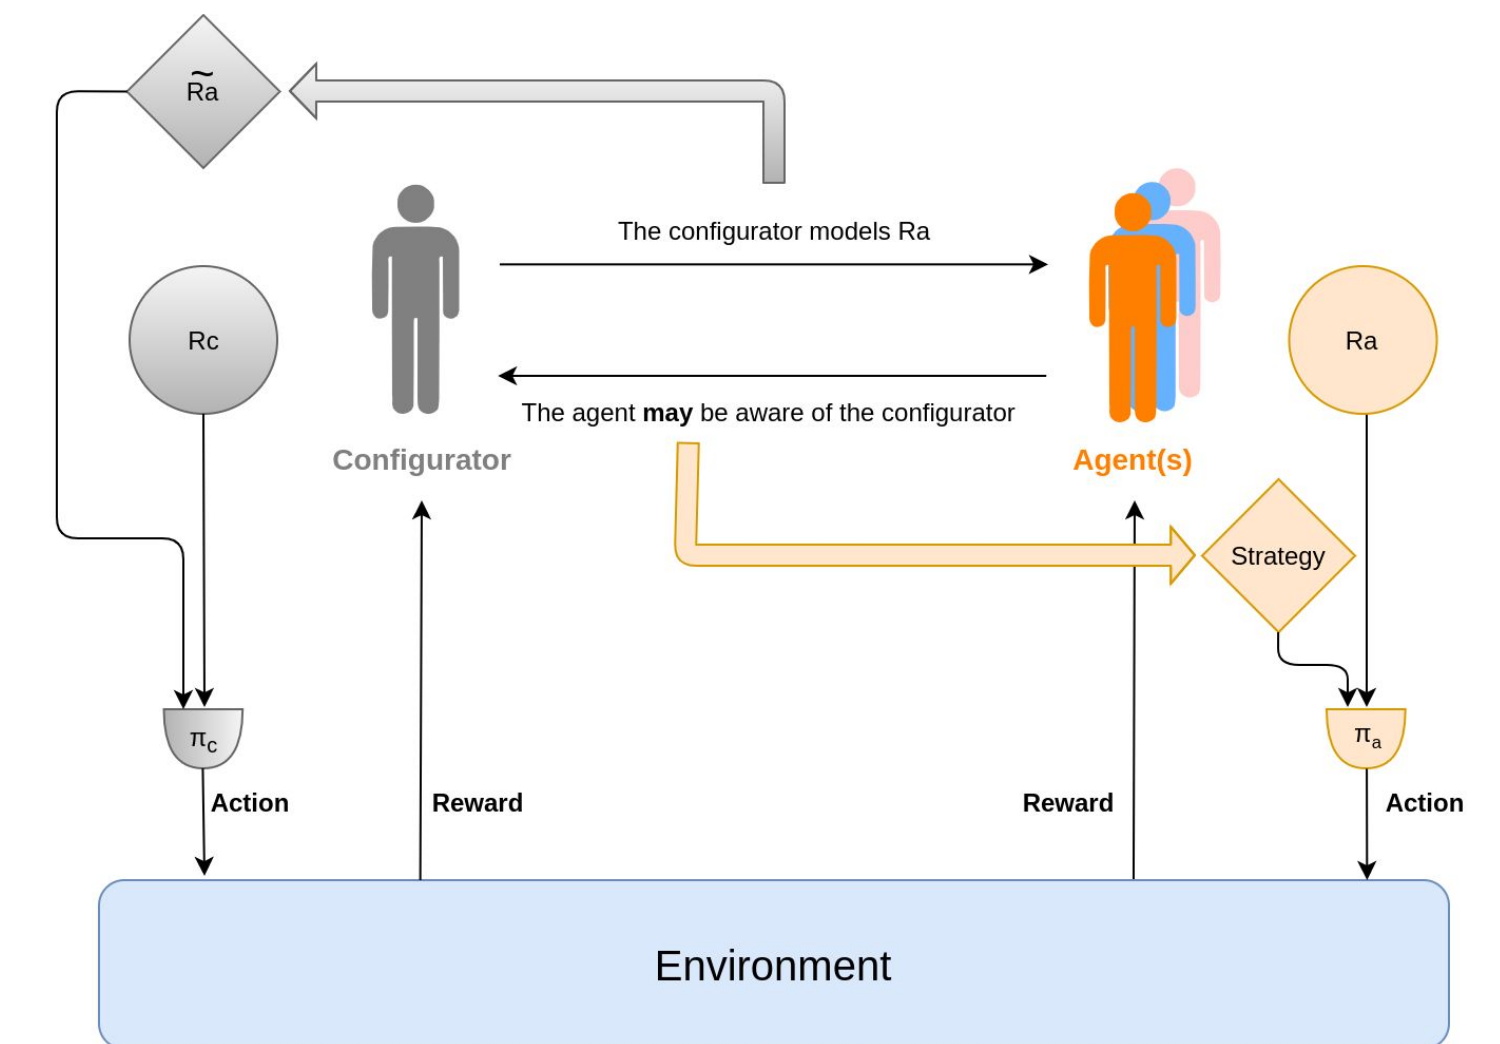 ~
Ra
The configurator models Ra
Rc
Ra
The agent may be aware of the configurator
Configurator
Agent(s)
Strategy
πc
πa
Action
Reward
Reward
Action
Environment